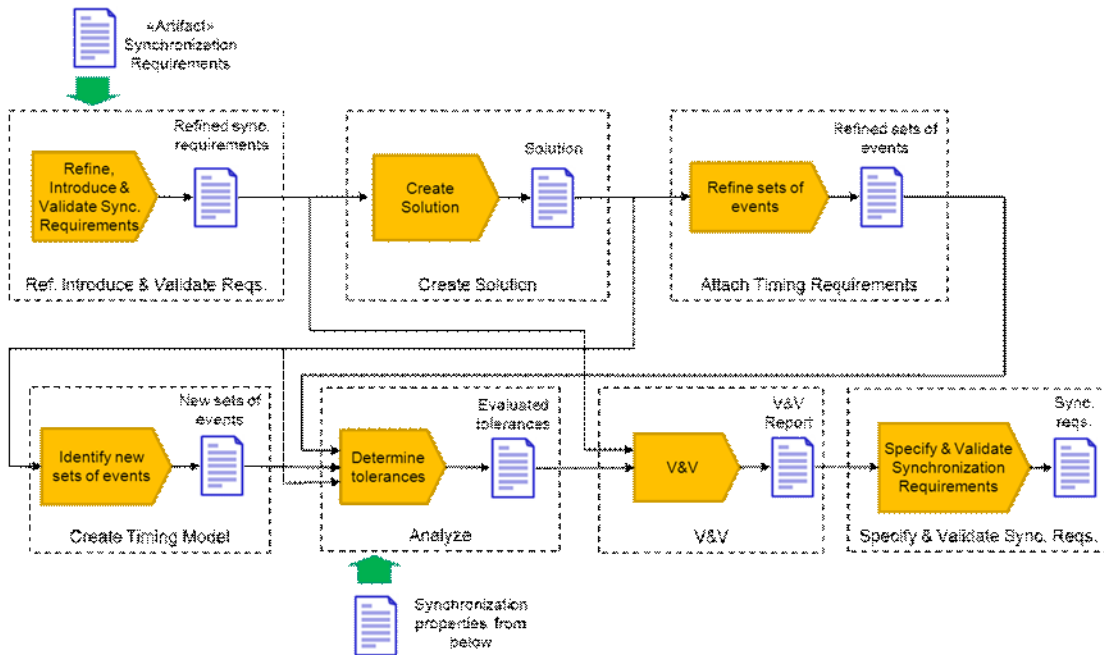 «Artifact»
Synchronization
Requirements
Refined sync.
requirements
Refine,
Introduce &
Validate Sync.
Requirements
Ref. Introduce & Validate Reqs.
Solution
Create
Solution
Create Solution
Refined sets of
events
Refine sets of
events
Attach Timing Requirements
New sets of
events
Identify new
sets of events
Create Timing Model
Evaluated
tolerances
Determine
tolerances
Analyze
V&V
Report
V&V
V&V
Sync.
reqs.
Specify & Validate
Synchronization
Requirements
Specify & Validate Sync. Reqs.
Synchronization
properties from
below